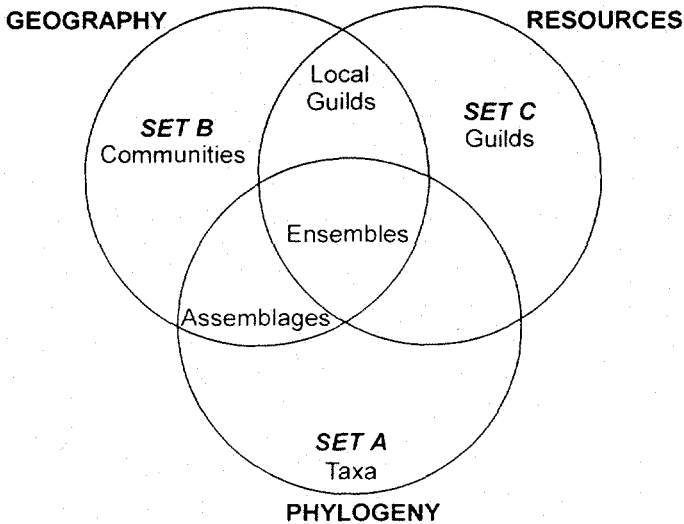 GEOGRAPHY
RESOURCES
Local
Guilds
SET B
Communities
SET C
Guilds
Ensembles
Assemblages
SET A
Taxa
PHYLOGENY